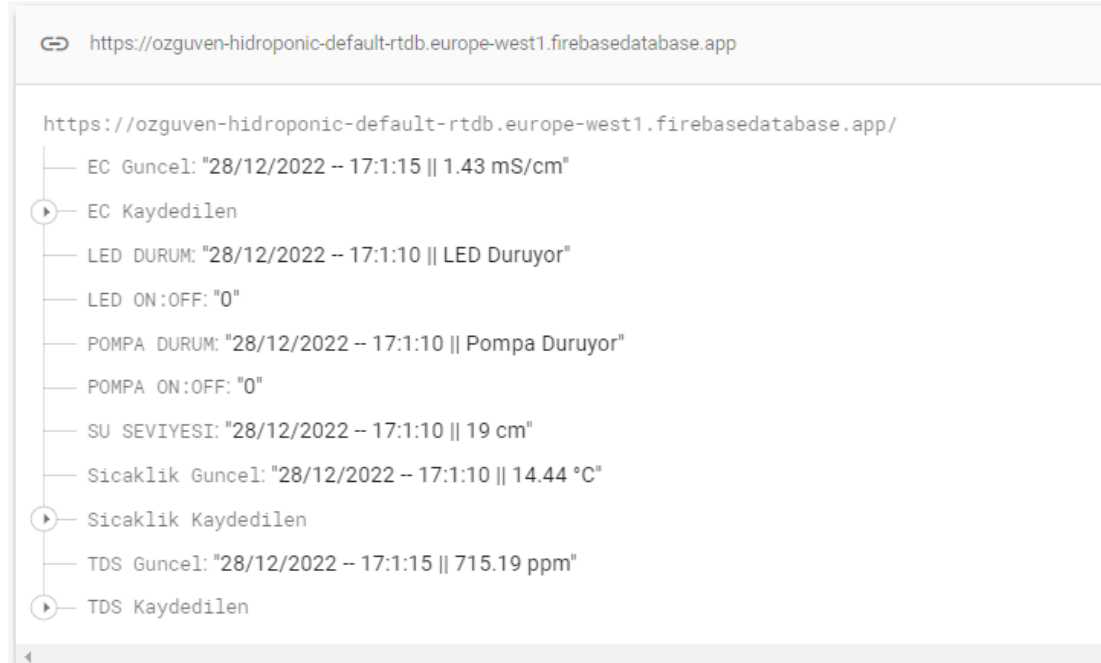 https://ozguven-hidroponic-default-rtdb.europe-west1.firebasedatabase.app
https://ozguven-hidroponic-default-rtdb.europe-west1.firebasedatabase.app/
EC Guncel: "28/12/2022 -- 17:1:15 || 1.43 mS/cm"
EC Kaydedilen
LED DURUM: "28/12/2022 -- 17:1:10 || LED Duruyor"
LED ON:OFF: "0"
POMPA DURUM: "28/12/2022 -- 17:1:10 || Pompa Duruyor"
POMPA ON:OFF: "0"
SU SEVIYESI: "28/12/2022 -- 17:1:10 || 19 cm"
Sicaklik Guncel: "28/12/2022 -- 17:1:10 || 14.44 °C"
Sicaklik Kaydedilen
TDS Guncel: "28/12/2022 -- 17:1:15 || 715.19 ppm"
TDS Kaydedilen